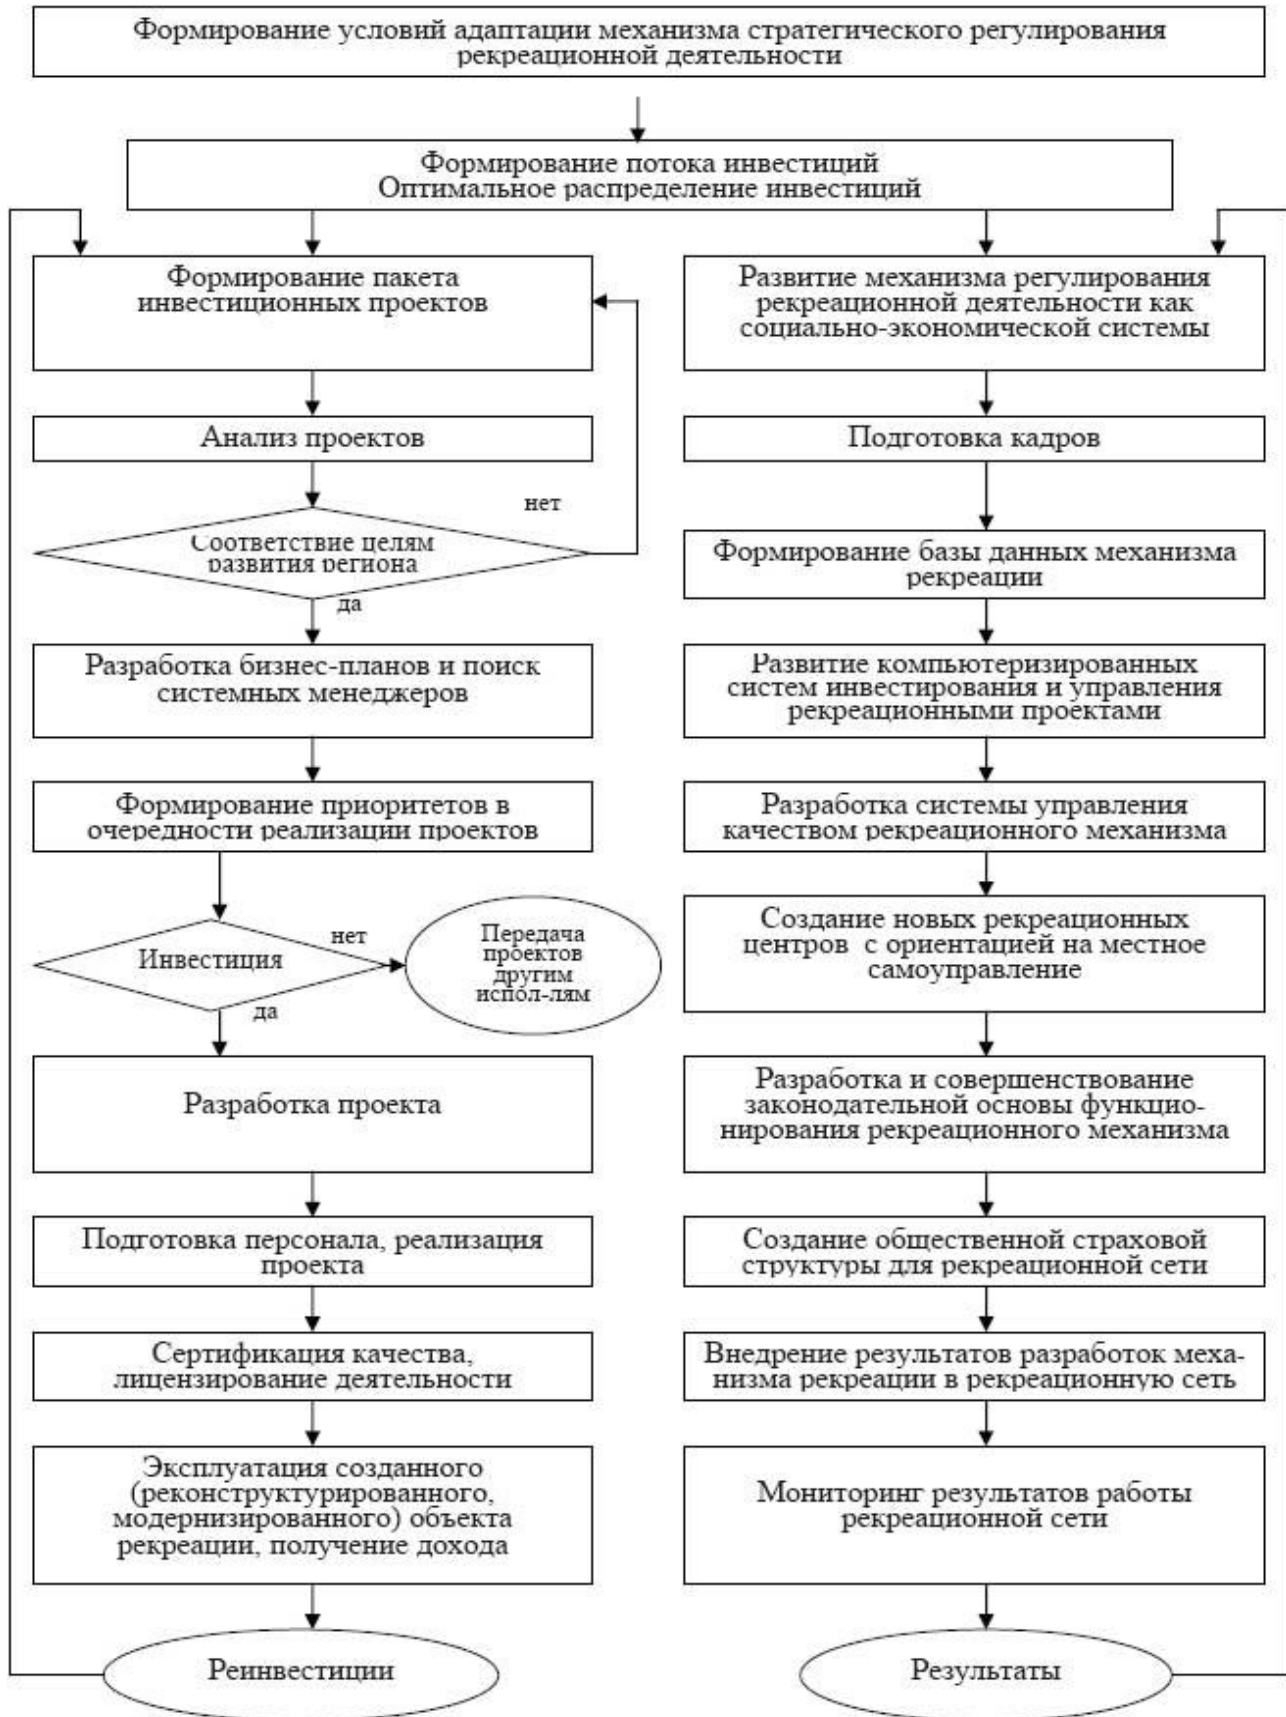 Формирование условий адаптации механизма стратегического регулирования
рекреационной деятельности
Формирование потока инвестиций
Оптимальное распределение инвестиций
Формирование пакета
инвестиционных проектов
Анализ проектов
нет
Соответствие целям
развития региона
да
Разработка бизнес-планов и поиск
системных менеджеров
Формирование приоритетов в
очередности реализации проектов
Инвестиция
нет
Передача
проектов
другим
испол-лям
да
Разработка проекта
Подготовка персонала, реализация
проекта
Сертификация качества,
лицензирование деятельности
Эксплуатация созданного
(реконструктурированного,
модернизированного) объекта
рекреации, получение дохода
Реинвестиции
Развитие механизма регулирования
рекреационной деятельности как
социально-экономической системы
Подготовка кадров
Формирование базы данных механизма
рекреации
Развитие компьютеризированных
систем инвестирования и управления
рекреационными проектами
Разработка системы управления
качеством рекреационного механизма
Создание новых рекреационных
центров с ориентацией на местное
самоуправление
Разработка и совершенствование
законодательной основы функцио-
нирования рекреационного механизма
Создание общественной страховой
структуры для рекреационной сети
Внедрение результатов разработок меха-
низма рекреации в рекреационную сеть
Мониторинг результатов работы
рекреационной сети
Результаты